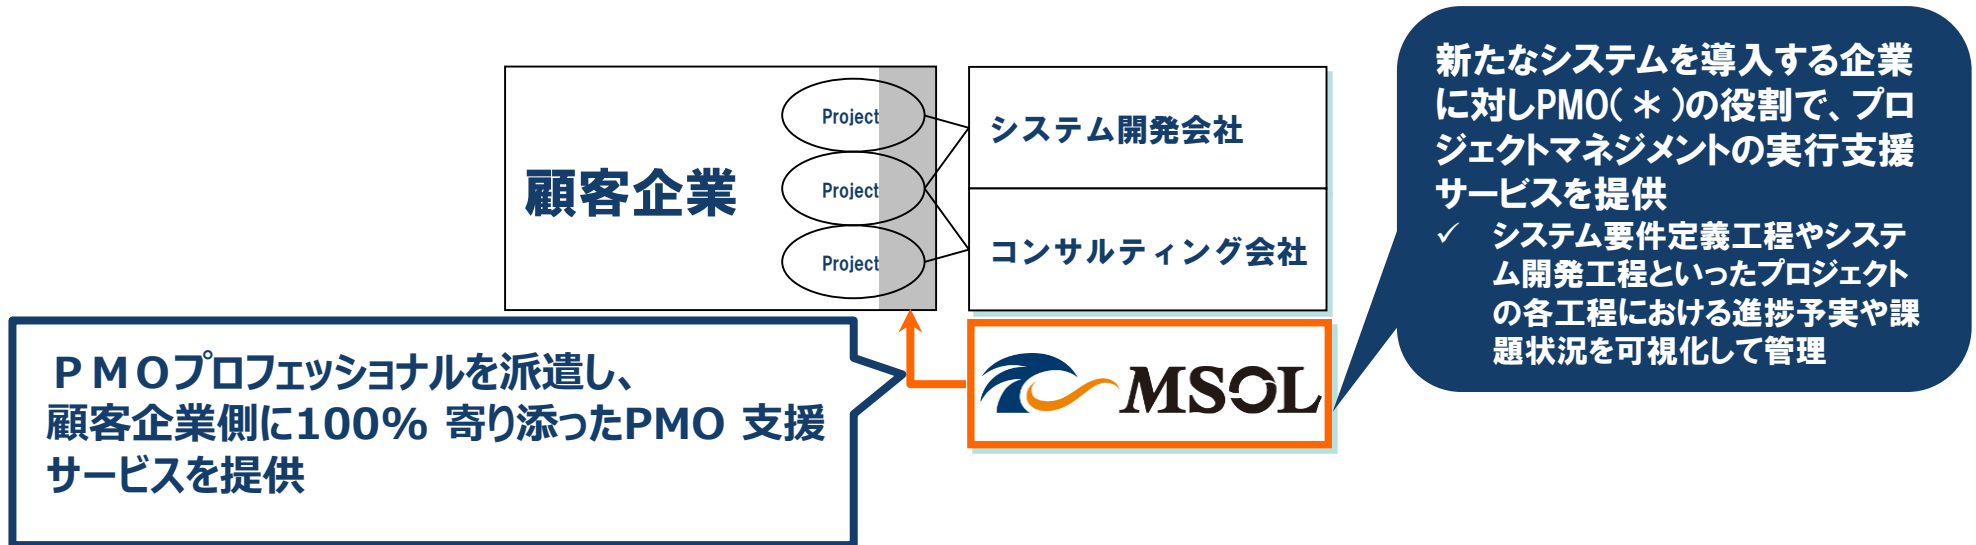 顧客企業
Project
Project
Project
システム開発会社
コンサルティング会社
MSOL
新たなシステムを導入する企業
に対しPMO(＊)の役割で、プロ
ジェクトマネジメントの実行支援
サービスを提供
✓ システム要件定義工程やシステ
ム開発工程といったプロジェクト
の各工程における進捗予実や課
題状況を可視化して管理
ＰＭＯプロフェッショナルを派遣し、
顧客企業側に100% 寄り添ったPMO 支援
サービスを提供